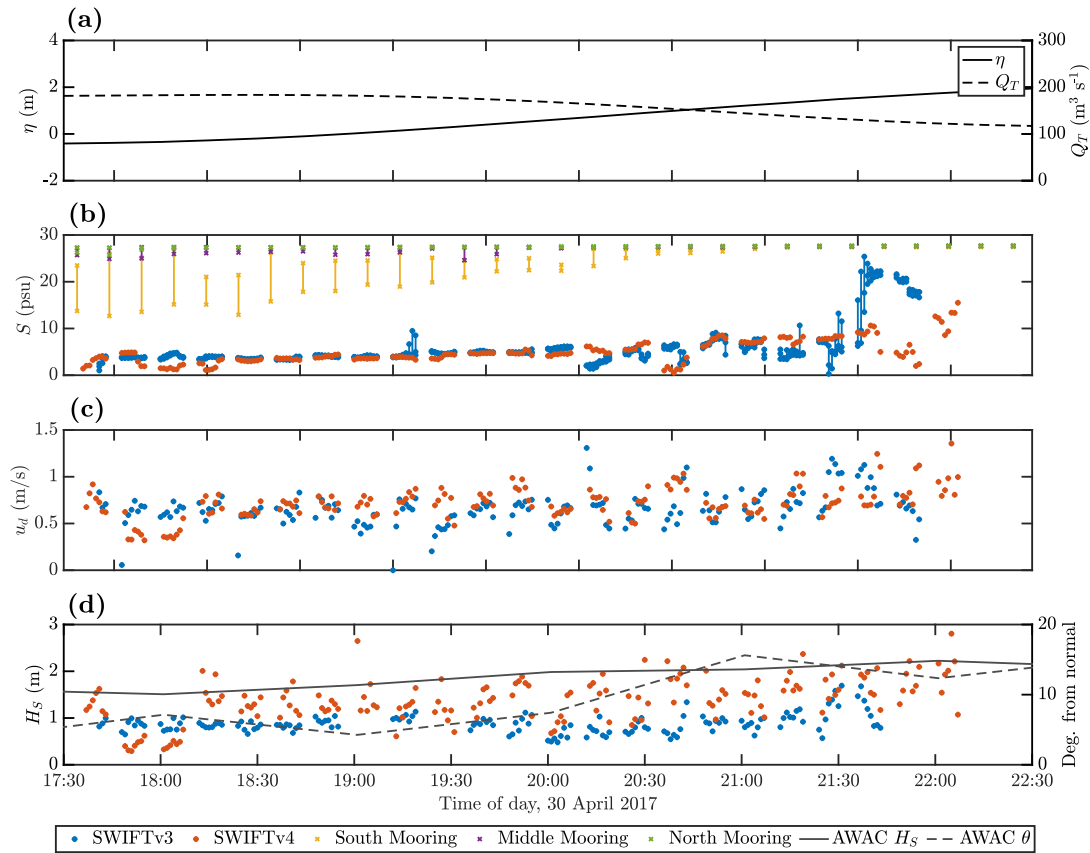 (a)
4
2
0
-2
η (m)
300
200
100
0
Q_T (m³ s⁻¹)
η
Q_T
(b)
30
20
10
0
S (psu)
(c)
1.5
1
0.5
0
u_d (m/s)
(d)
3
2
1
0
H_S (m)
20
10
0
Deg. from normal
17:30 18:00 18:30 19:00 19:30 20:00 20:30 21:00 21:30 22:00 22:30
Time of day, 30 April 2017
SWIFTv3 SWIFTv4 South Mooring Middle Mooring North Mooring AWAC H_S AWAC θ